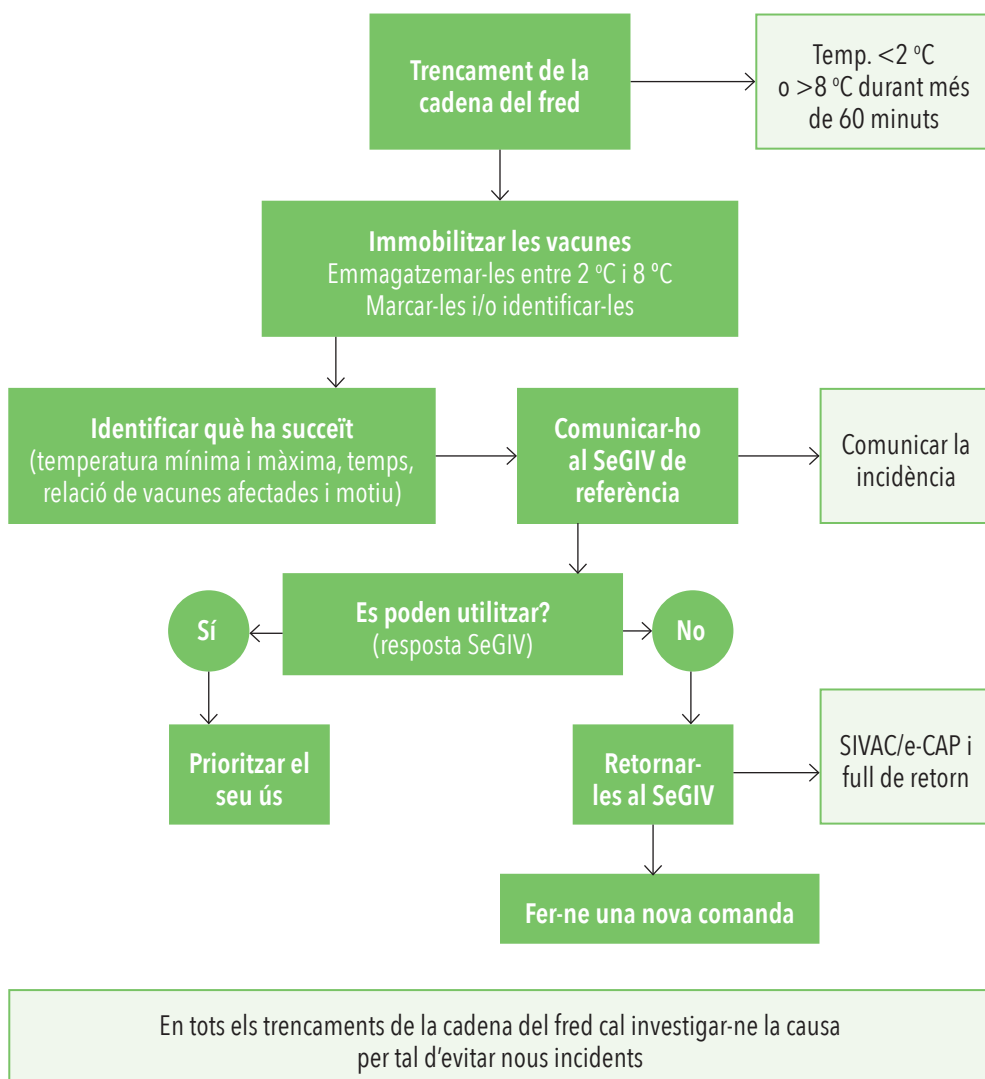 Trencament de la
cadena del fred
Temp. <2 ºC
o >8 ºC durant més
de 60 minuts
Immobilitzar les vacunes
Emmagatzemar-les entre 2 ºC i 8 ºC
Marcar-les i/o identificar-les
Identificar què ha succeït
(temperatura mínima i màxima, temps,
relació de vacunes afectades i motiu)
Comunicar-ho
al SeGIV de
referència
Comunicar la
incidència
Es poden utilitzar?
(resposta SeGIV)
Sí
No
Prioritzar el
seu ús
Retornar-
les al SeGIV
SIVAC/e-CAP i
full de retorn
Fer-ne una nova comanda
En tots els trencaments de la cadena del fred cal investigar-ne la causa
per tal d'evitar nous incidents